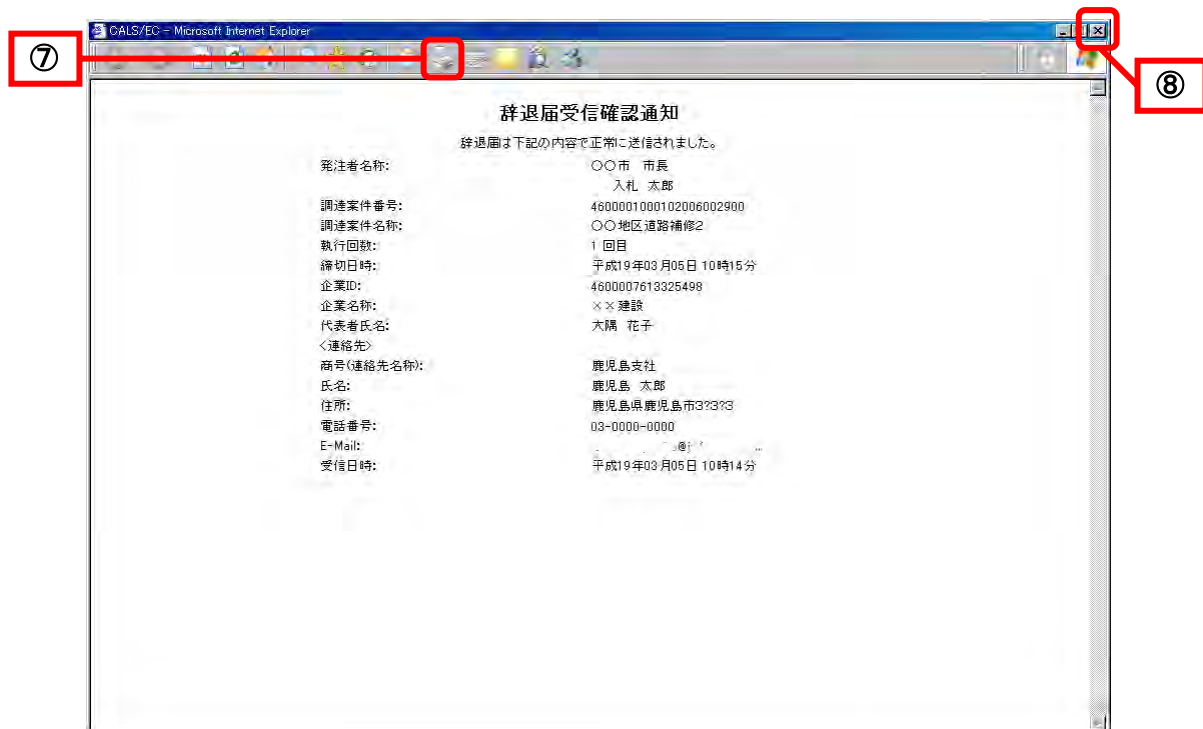 CALS/EC - Microsoft Internet Explorer
⑦
⑧
辞退届受信確認通知
辞退届は下記の内容で正常に送信されました。
発注者名称: 〇〇市 市長
入札 太郎
調達案件番号: 4600001000102006002900
調達案件名称: 〇〇地区道路補修2
執行回数: 1 回目
締切日時: 平成19年03月05日 10時15分
企業ID: 4600007613325498
企業名称: ××建設
代表者氏名: 大隅 花子
<連絡先>
商号(連絡先名称): 鹿児島支社
氏名: 鹿児島 太郎
住所: 鹿児島県鹿児島市3?3?3
電話番号: 03-0000-0000
E-Mail:
受信日時: 平成19年03月05日 10時14分